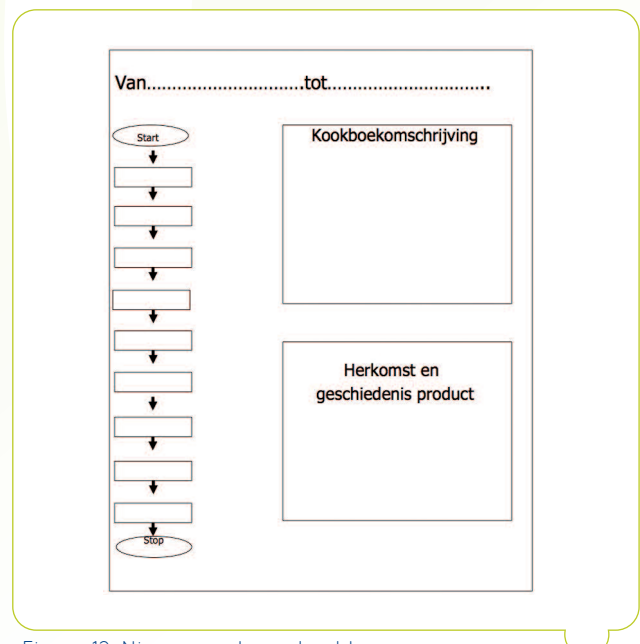 Van...............................tot................................
Start
Kookboekomschrijving
Herkomst en
geschiedenis product
Stop